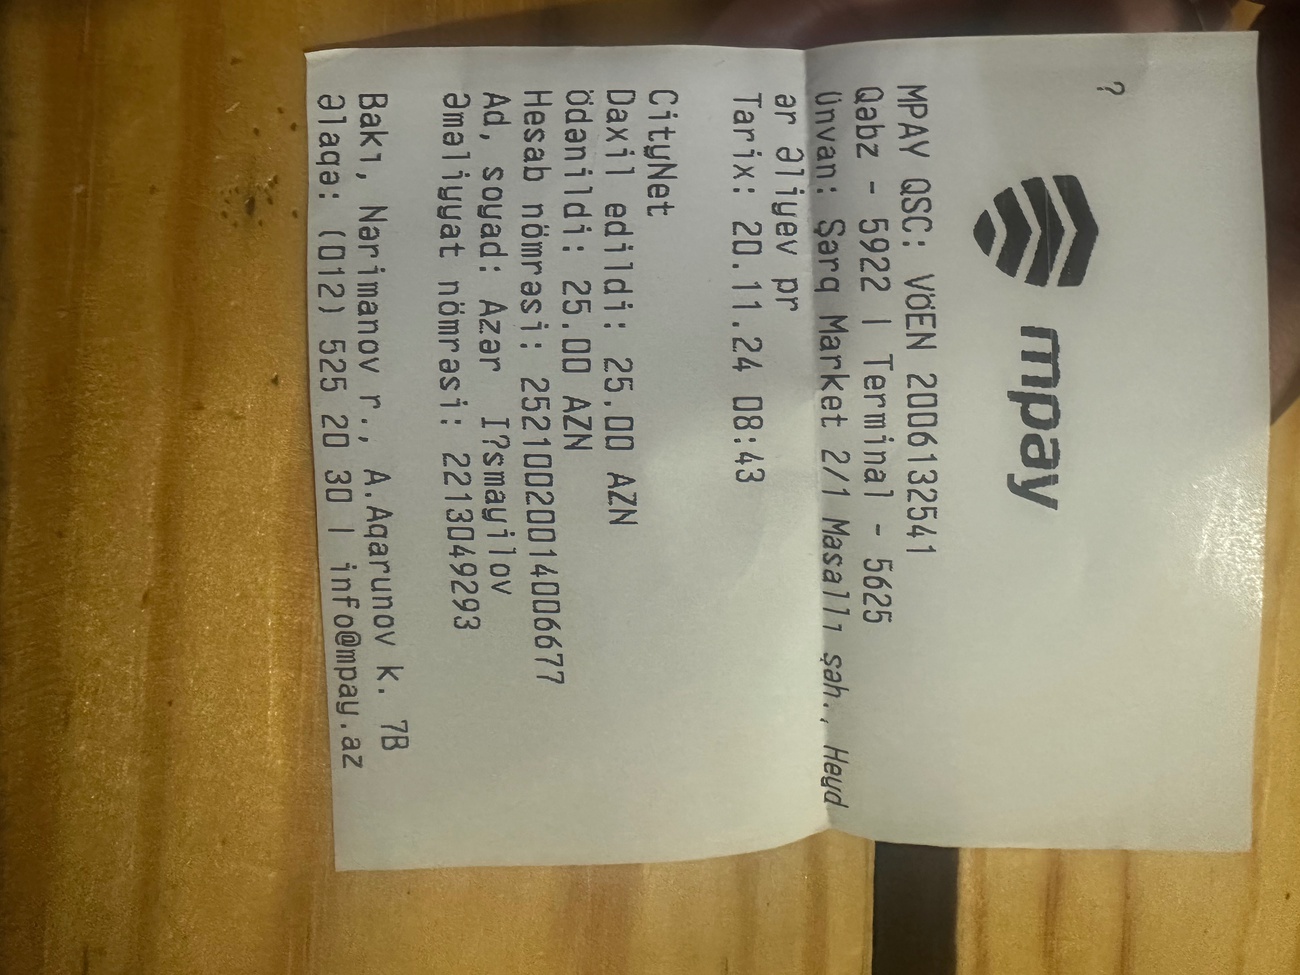 ?
mpay
MPAY QSC: VÖEN 2006132541
Qəbz - 5922 | Terminal - 5625
Ünvan: Şərq Market 2/1 Masallı şəh., Heyd
ər Əliyev pr
Tarix: 20.11.24 08:43
CityNet
Daxil edildi: 25.00 AZN
Ödənildi: 25.00 AZN
Hesab nömrəsi: 25210020014006677
Ad, soyad: Azər I?smayilov
Əməliyyat nömrəsi: 2213049293
Bakı, Nərimanov r., A.Aqarunov k. 7B
Əlaqə: (012) 525 20 30 | info@mpay.az